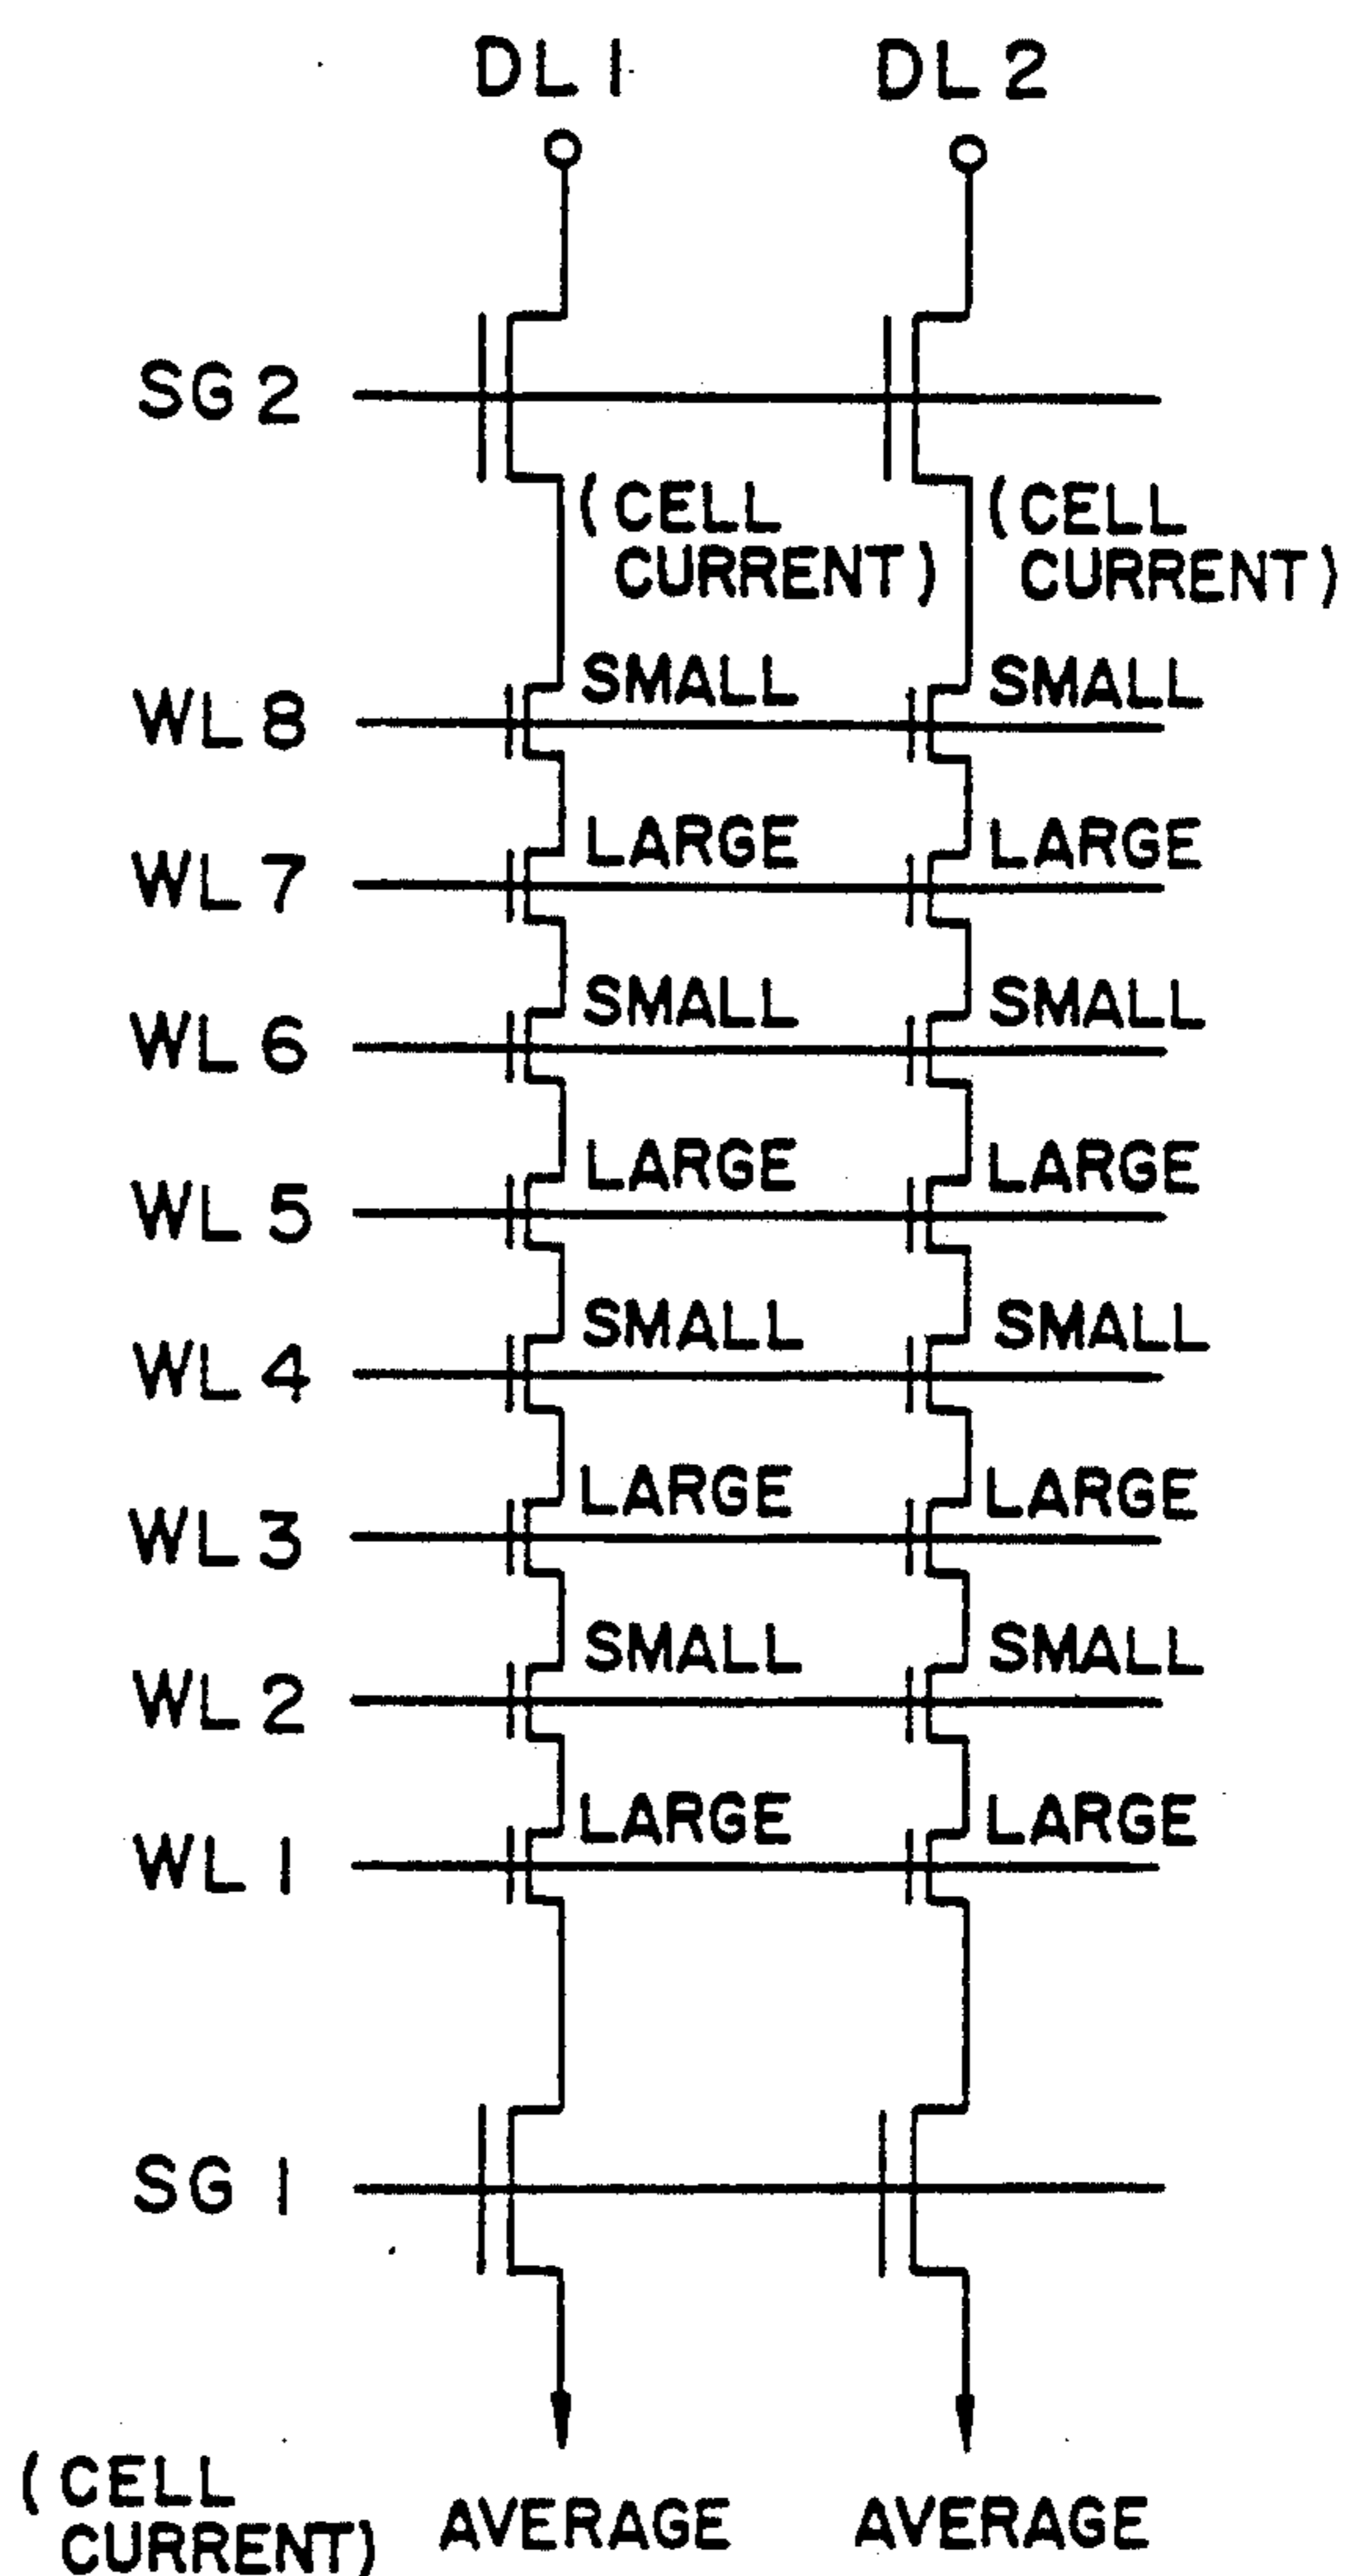 DL1 DL2
SG2
(CELL CURRENT) (CELL CURRENT)
WL8 SMALL SMALL
WL7 LARGE LARGE
WL6 SMALL SMALL
WL5 LARGE LARGE
WL4 SMALL SMALL
WL3 LARGE LARGE
WL2 SMALL SMALL
WL1 LARGE LARGE
SG1
(CELL CURRENT) AVERAGE AVERAGE